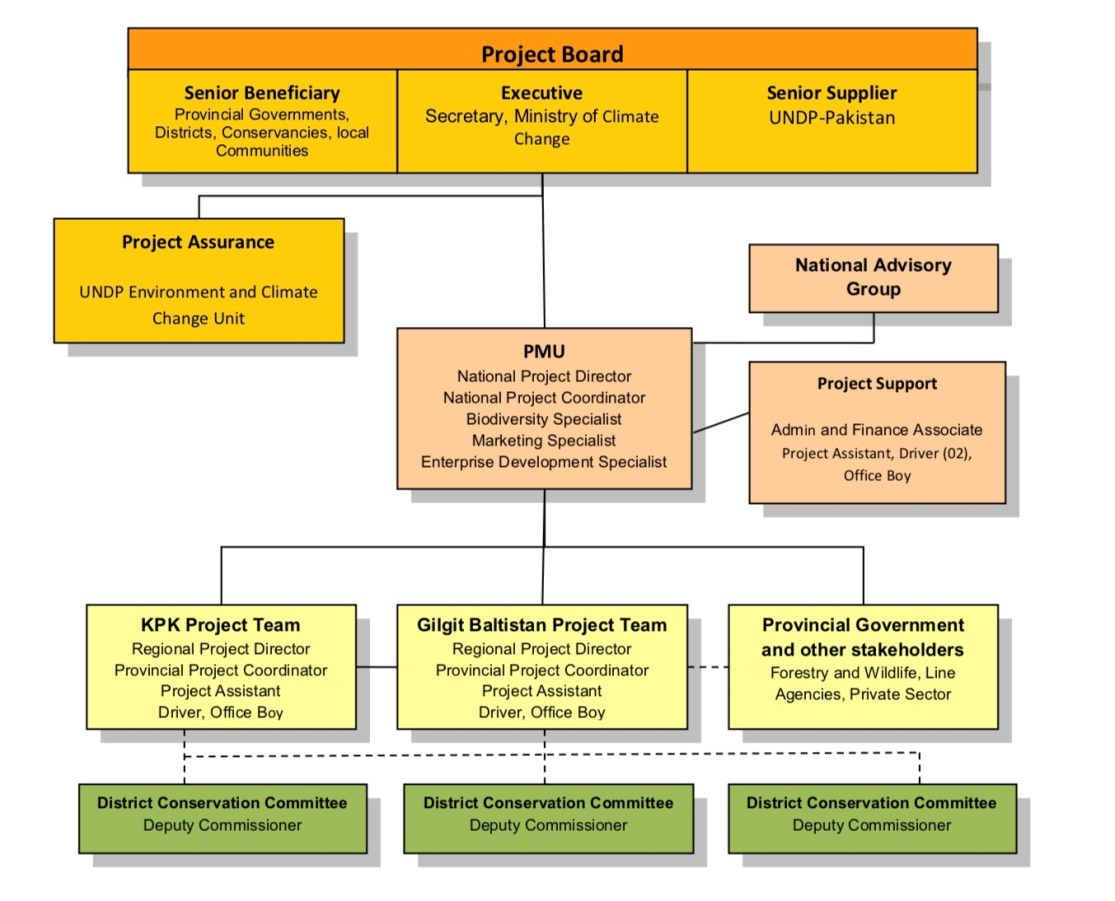 Project Board
Senior Beneficiary
Provincial Governments,
Districts, Conservancies, local
Communities
Executive
Secretary, Ministry of Climate
Change
Senior Supplier
UNDP-Pakistan
Project Assurance
UNDP Environment and Climate
Change Unit
National Advisory
Group
PMU
National Project Director
National Project Coordinator
Biodiversity Specialist
Marketing Specialist
Enterprise Development Specialist
Project Support
Admin and Finance Associate
Project Assistant, Driver (02),
Office Boy
KPK Project Team
Regional Project Director
Provincial Project Coordinator
Project Assistant
Driver, Office Boy
Gilgit Baltistan Project Team
Regional Project Director
Provincial Project Coordinator
Project Assistant
Driver, Office Boy
Provincial Government
and other stakeholders
Forestry and Wildlife, Line
Agencies, Private Sector
District Conservation Committee
Deputy Commissioner
District Conservation Committee
Deputy Commissioner
District Conservation Committee
Deputy Commissioner